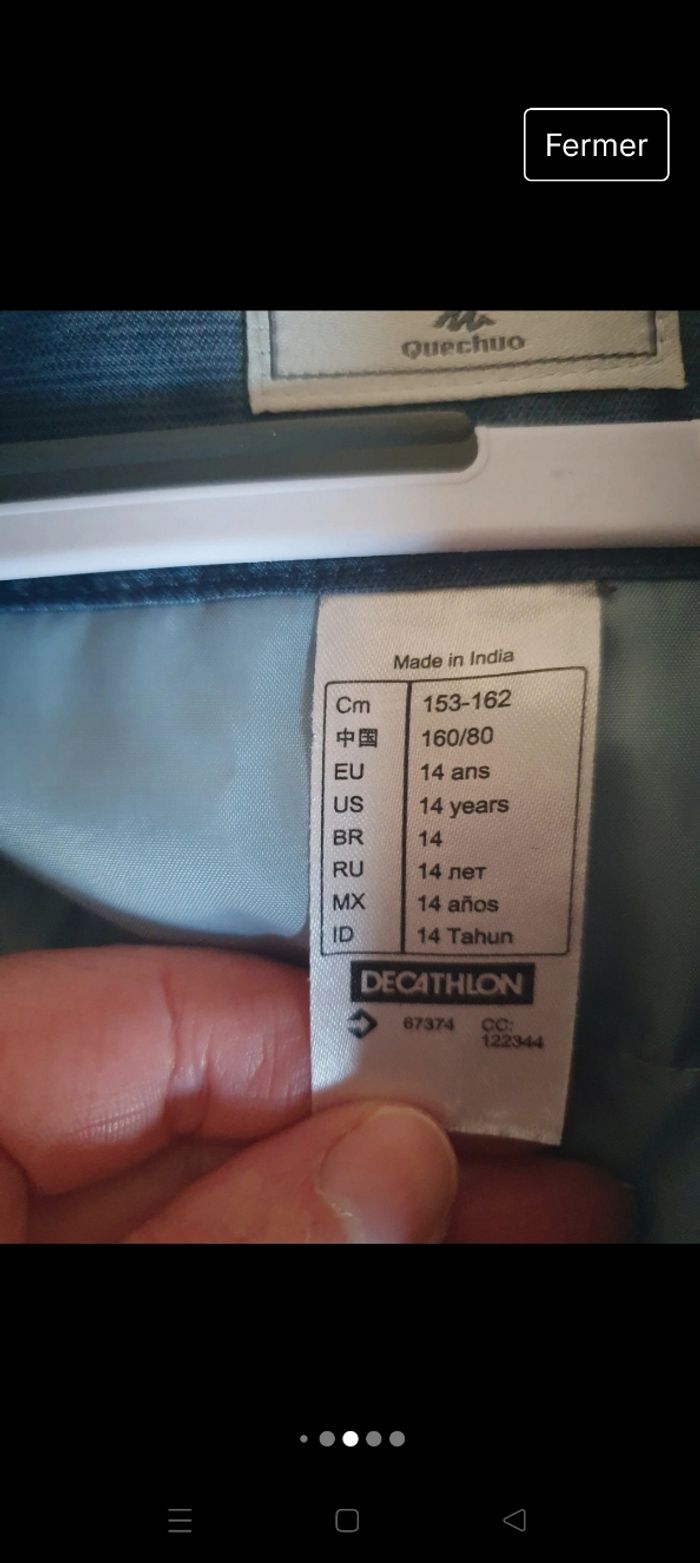 Fermer
Quechua
Made in India
Cm 153-162
中国 160/80
EU 14 ans
US 14 years
BR 14
RU 14 лет
MX 14 años
ID 14 Tahun
DECATHLON
67374 CC:
122344